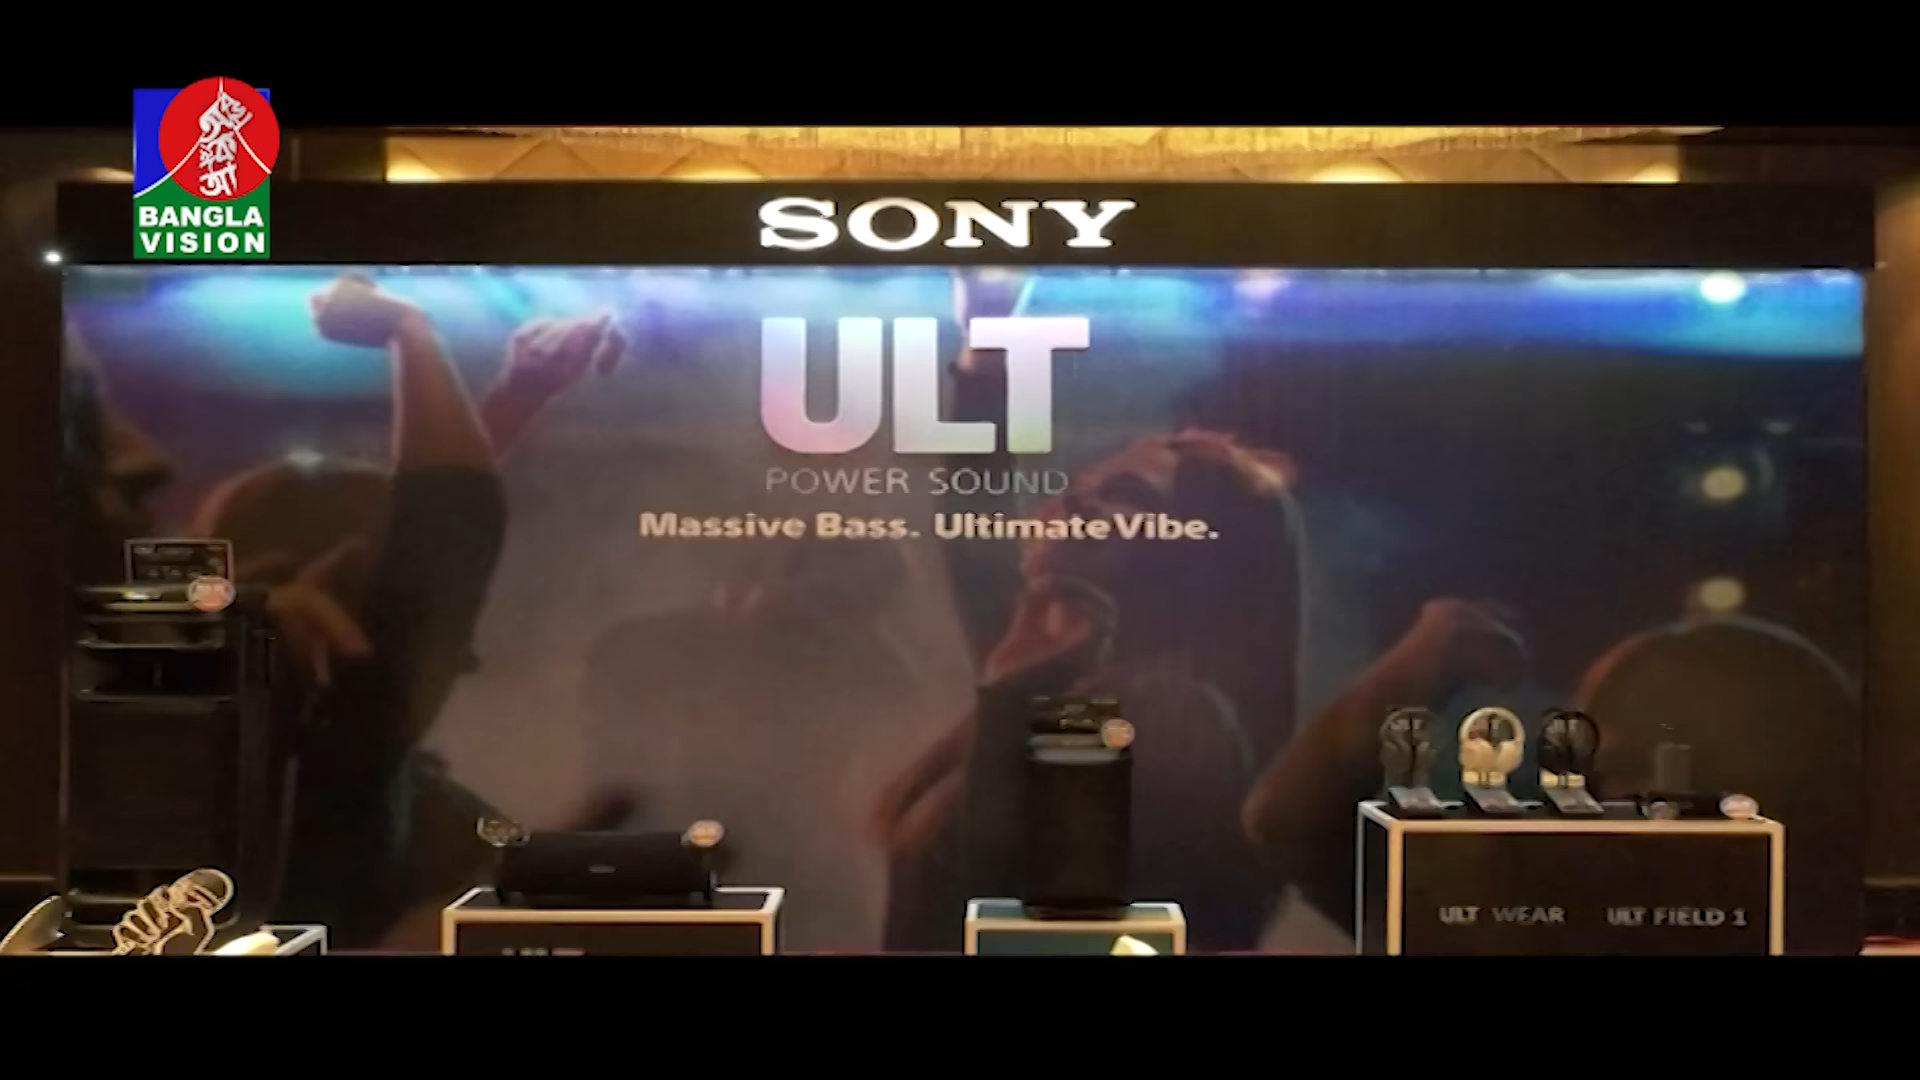 BANGLA
VISION
SONY
ULT
POWER SOUND
Massive Bass. Ultimate Vibe.
ULT WEAR
ULT FIELD 1